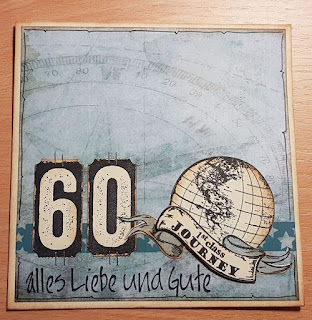 60
1st class
JOURNEY
alles Liebe und Gute